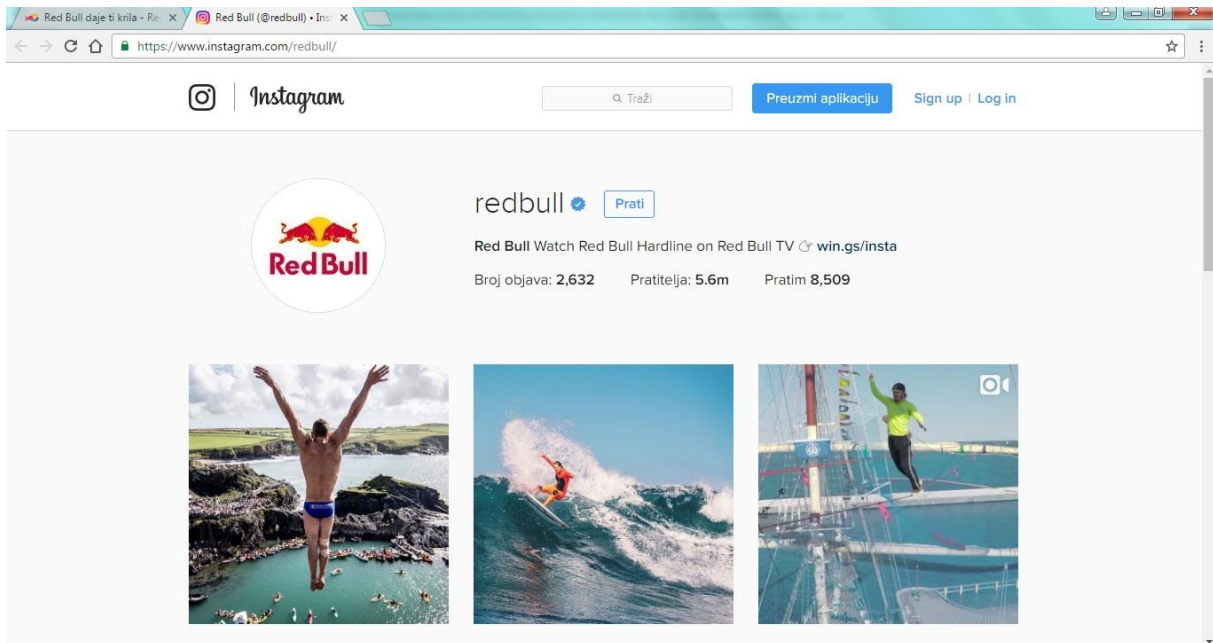 Red Bull daje ti krila - Re
Red Bull (@redbull) • Ins
https://www.instagram.com/redbull/
Instagram
Traži
Preuzmi aplikaciju
Sign up | Log in
Red Bull
redbull
Prati
Red Bull Watch Red Bull Hardline on Red Bull TV 👉 win.gs/insta
Broj objava: 2,632 Pratitelja: 5.6m Pratim 8,509